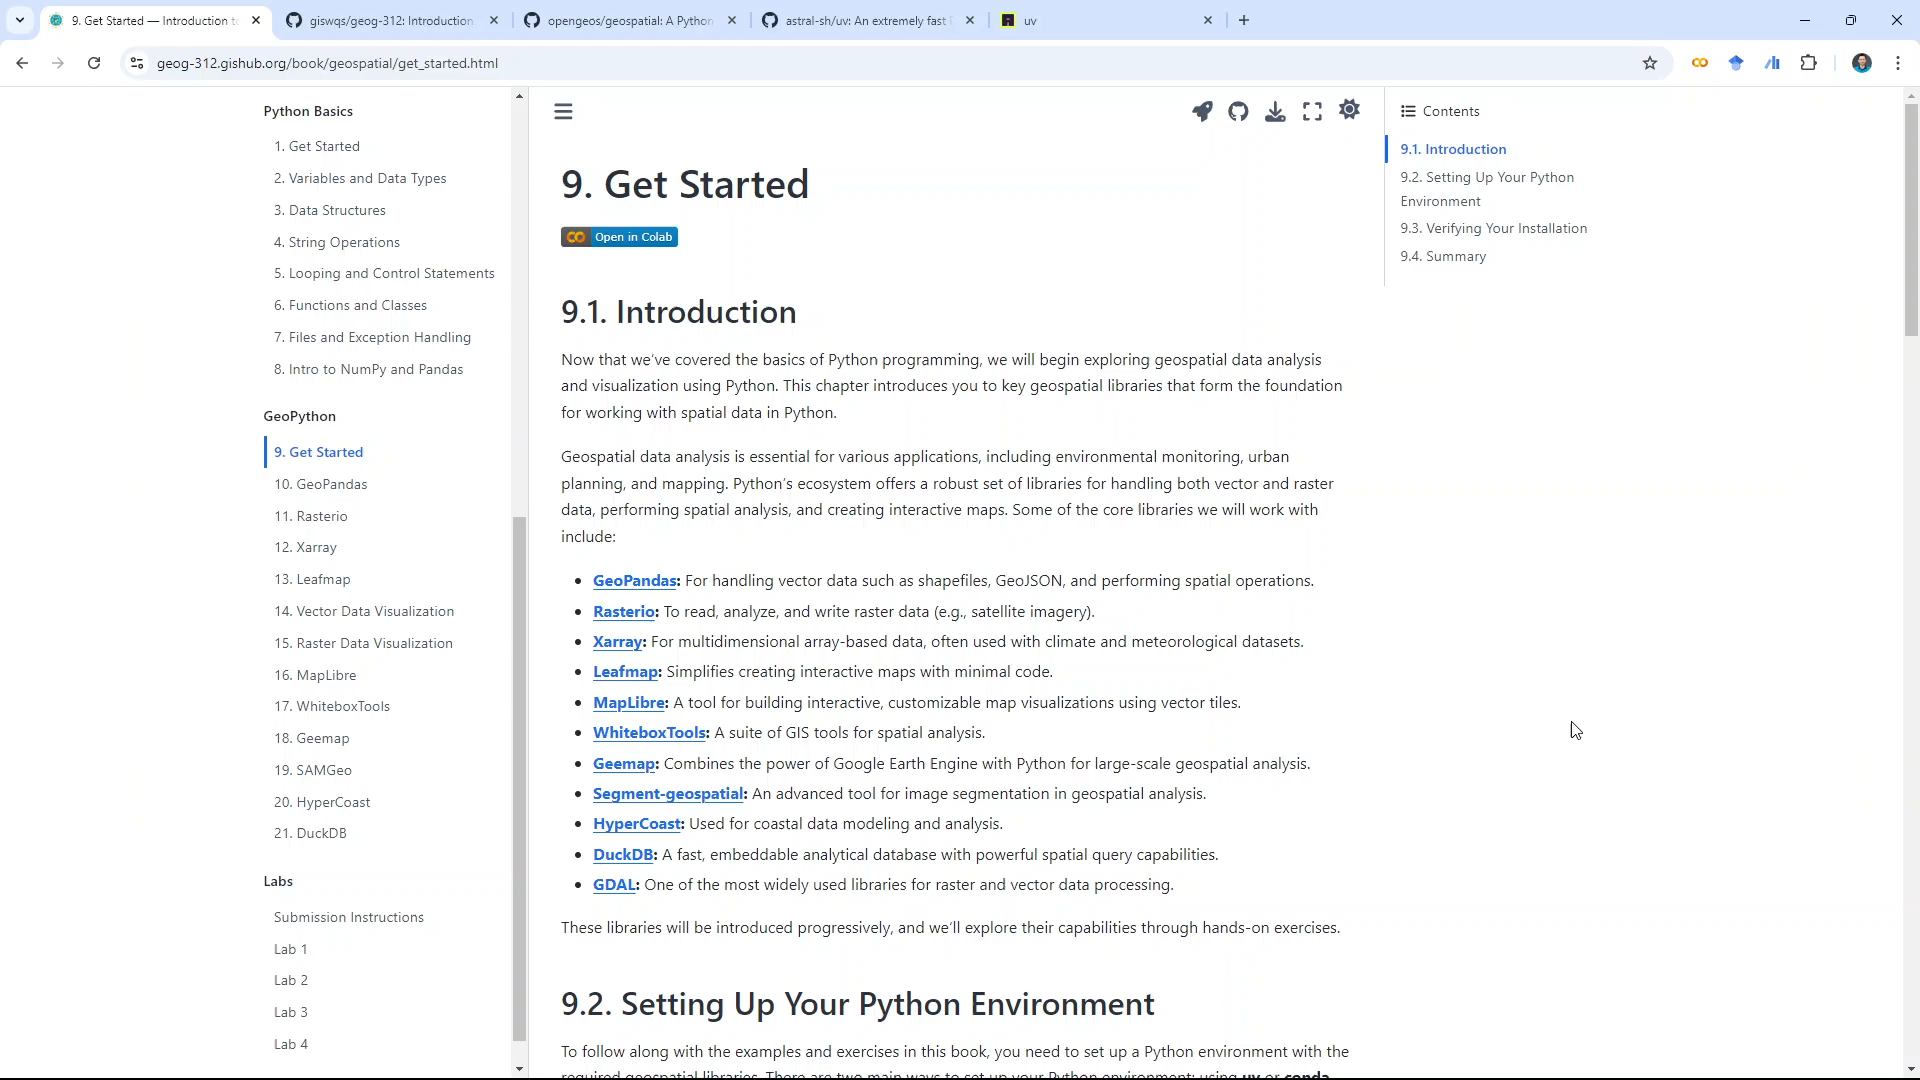 9. Get Started — Introduction to
giswqs/geog-312: Introduction
opengeos/geospatial: A Python
astral-sh/uv: An extremely fast
uv
geog-312.gishub.org/book/geospatial/get_started.html
Python Basics
1. Get Started
2. Variables and Data Types
3. Data Structures
4. String Operations
5. Looping and Control Statements
6. Functions and Classes
7. Files and Exception Handling
8. Intro to NumPy and Pandas
GeoPython
9. Get Started
10. GeoPandas
11. Rasterio
12. Xarray
13. Leafmap
14. Vector Data Visualization
15. Raster Data Visualization
16. MapLibre
17. WhiteboxTools
18. Geemap
19. SAMGeo
20. HyperCoast
21. DuckDB
Labs
Submission Instructions
Lab 1
Lab 2
Lab 3
Lab 4
9. Get Started
Open in Colab
9.1. Introduction
Now that we've covered the basics of Python programming, we will begin exploring geospatial data analysis
and visualization using Python. This chapter introduces you to key geospatial libraries that form the foundation
for working with spatial data in Python.
Geospatial data analysis is essential for various applications, including environmental monitoring, urban
planning, and mapping. Python's ecosystem offers a robust set of libraries for handling both vector and raster
data, performing spatial analysis, and creating interactive maps. Some of the core libraries we will work with
include:
• GeoPandas: For handling vector data such as shapefiles, GeoJSON, and performing spatial operations.
• Rasterio: To read, analyze, and write raster data (e.g., satellite imagery).
• Xarray: For multidimensional array-based data, often used with climate and meteorological datasets.
• Leafmap: Simplifies creating interactive maps with minimal code.
• MapLibre: A tool for building interactive, customizable map visualizations using vector tiles.
• WhiteboxTools: A suite of GIS tools for spatial analysis.
• Geemap: Combines the power of Google Earth Engine with Python for large-scale geospatial analysis.
• Segment-geospatial: An advanced tool for image segmentation in geospatial analysis.
• HyperCoast: Used for coastal data modeling and analysis.
• DuckDB: A fast, embeddable analytical database with powerful spatial query capabilities.
• GDAL: One of the most widely used libraries for raster and vector data processing.
These libraries will be introduced progressively, and we'll explore their capabilities through hands-on exercises.
9.2. Setting Up Your Python Environment
To follow along with the examples and exercises in this book, you need to set up a Python environment with the
required geospatial libraries. There are two main ways to set up your Python environment: using uv or conda.
Contents
9.1. Introduction
9.2. Setting Up Your Python
Environment
9.3. Verifying Your Installation
9.4. Summary